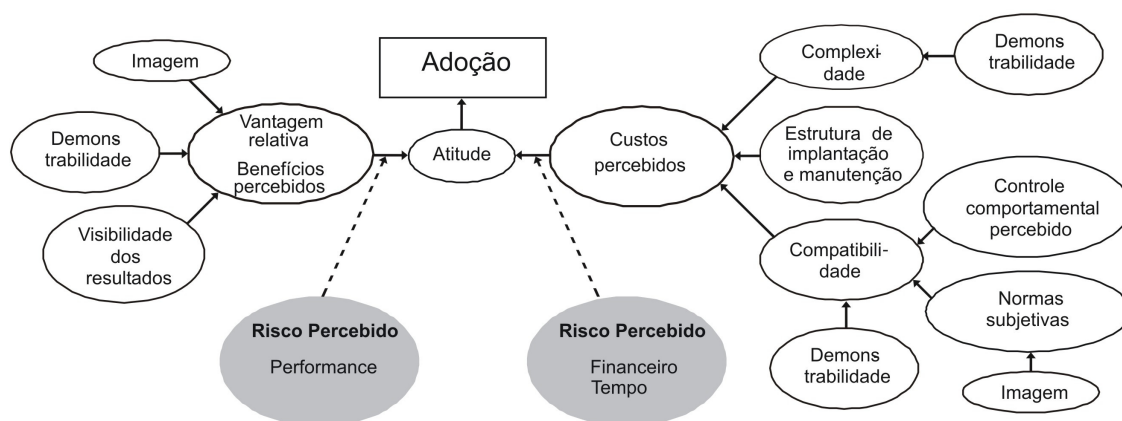 Imagem
Demons
trabilidade
Visibilidade
dos
resultados
Vantagem
relativa
Benefícios
percebidos
Adoção
Atitude
Custos
percebidos
Complexi-
dade
Demons
trabilidade
Estrutura de
implantação
e manutenção
Controle
comportamental
percebido
Compatibili-
dade
Normas
subjetivas
Demons
trabilidade
Imagem
Risco Percebido
Performance
Risco Percebido
Financeiro
Tempo